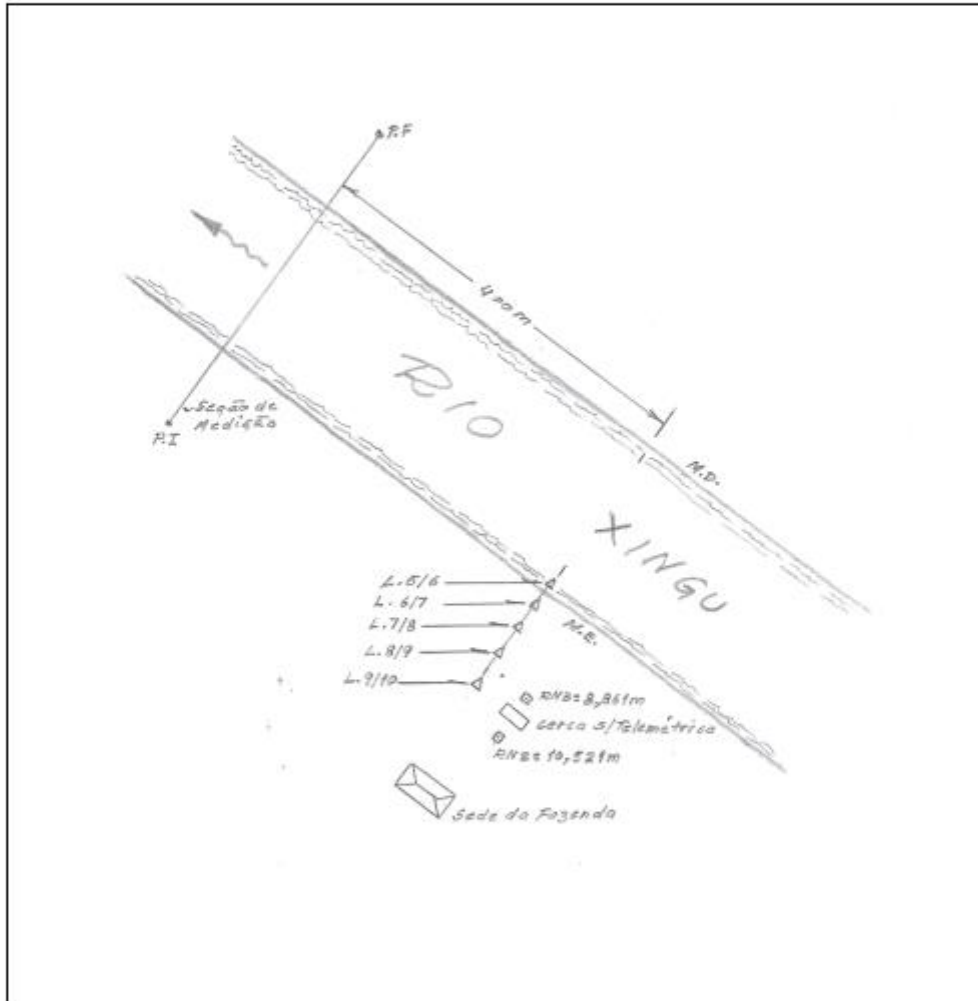 P.F
400m
RIO
Seção de
Medição
P.I
M.D.
XINGU
L.5/6
L.6/7
L.7/8
M.E.
L.8/9
L.9/10
RNB= 8,861m
Cerca S/Telemétrica
RNB= 10,521m
Sede da Fazenda